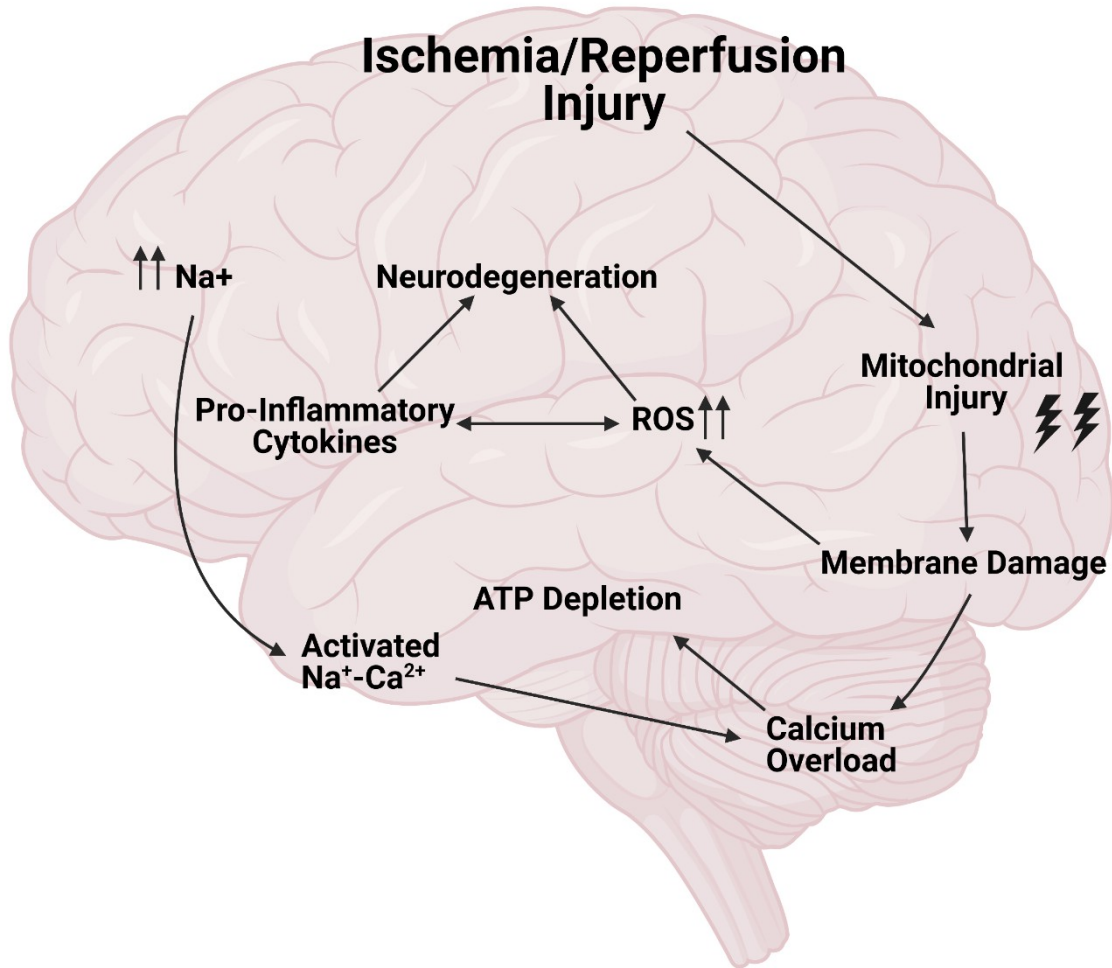 Ischemia/Reperfusion
Injury
↑↑ Na+
Neurodegeneration
Mitochondrial
Injury
Pro-Inflammatory
Cytokines
ROS↑↑
Membrane Damage
ATP Depletion
Activated
Na⁺-Ca²⁺
Calcium
Overload